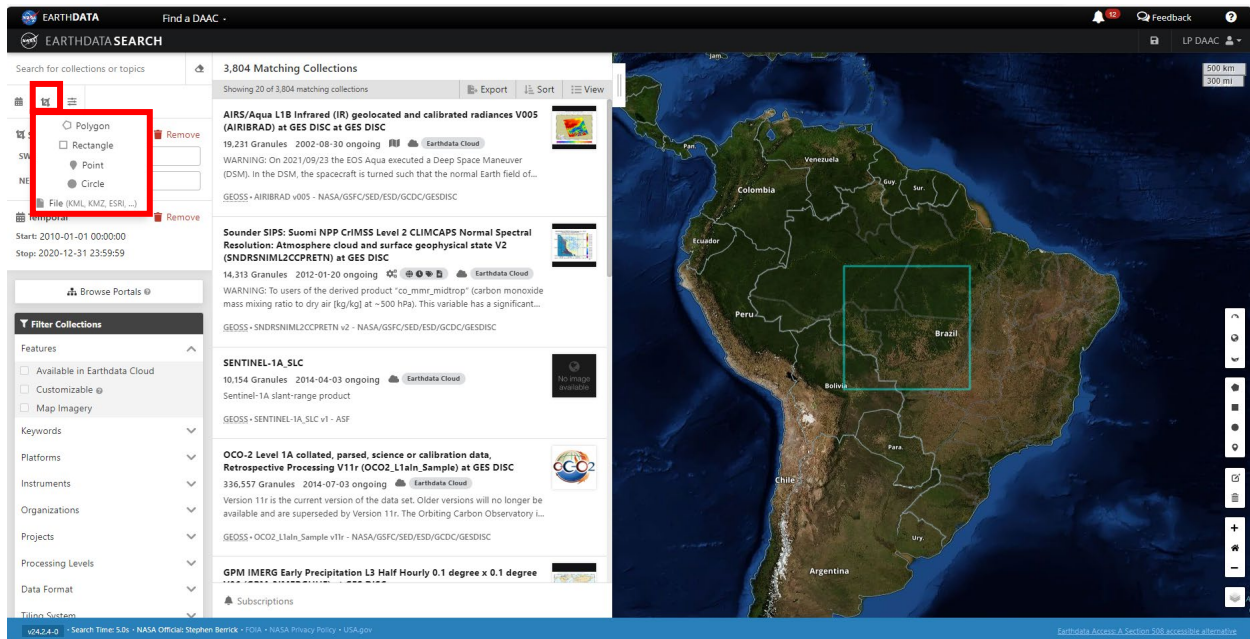 EARTHDATA
Find a DAAC
12
Feedback
?
EARTHDATA SEARCH
LP DAAC
Search for collections or topics
Polygon
Rectangle
Point
Circle
File (KML, KMZ, ESRI, ...)
S
Remove
SW
NE
Temporal
Remove
Start: 2010-01-01 00:00:00
Stop: 2020-12-31 23:59:59
Browse Portals
Filter Collections
Features
Available in Earthdata Cloud
Customizable
Map Imagery
Keywords
Platforms
Instruments
Organizations
Projects
Processing Levels
Data Format
Tiling System
3,804 Matching Collections
Showing 20 of 3,804 matching collections
Export
Sort
View
AIRS/Aqua L1B Infrared (IR) geolocated and calibrated radiances V005
(AIRIBRAD) at GES DISC at GES DISC
19,231 Granules 2002-08-30 ongoing Earthdata Cloud
WARNING: On 2021/09/23 the EOS Aqua executed a Deep Space Maneuver
(DSM). In the DSM, the spacecraft is turned such that the normal Earth field of...
GEOSS • AIRIBRAD v005 - NASA/GSFC/SED/ESD/GCDC/GESDISC
Sounder SIPS: Suomi NPP CrIMSS Level 2 CLIMCAPS Normal Spectral
Resolution: Atmosphere cloud and surface geophysical state V2
(SNDRSNIML2CCPRETN) at GES DISC
14,313 Granules 2012-01-20 ongoing Earthdata Cloud
WARNING: To users of the derived product "co_mmr_midtrop" (carbon monoxide
mass mixing ratio to dry air [kg/kg] at ~500 hPa). This variable has a significant...
GEOSS • SNDRSNIML2CCPRETN v2 - NASA/GSFC/SED/ESD/GCDC/GESDISC
SENTINEL-1A_SLC
10,154 Granules 2014-04-03 ongoing Earthdata Cloud
Sentinel-1A slant-range product
GEOSS • SENTINEL-1A_SLC v1 - ASF
No image
available
OCO-2 Level 1A collated, parsed, science or calibration data,
Retrospective Processing V11r (OCO2_L1aIn_Sample) at GES DISC
336,557 Granules 2014-07-03 ongoing Earthdata Cloud
Version 11r is the current version of the data set. Older versions will no longer be
available and are superseded by Version 11r. The Orbiting Carbon Observatory i...
GEOSS • OCO2_L1aIn_Sample v11r - NASA/GSFC/SED/ESD/GCDC/GESDISC
OCO2
GPM IMERG Early Precipitation L3 Half Hourly 0.1 degree x 0.1 degree
Subscriptions
500 km
300 mi
Jam.
Pan.
Venezuela
Guy.
Sur.
Colombia
Ecuador
Peru
Brazil
Bolivia
Para.
Chile
Ury.
Argentina
v24.2.4-0 • Search Time: 5.0s • NASA Official: Stephen Berrick • FOIA • NASA Privacy Policy • USA.gov
Earthdata Access: A Section 508 accessible alternative